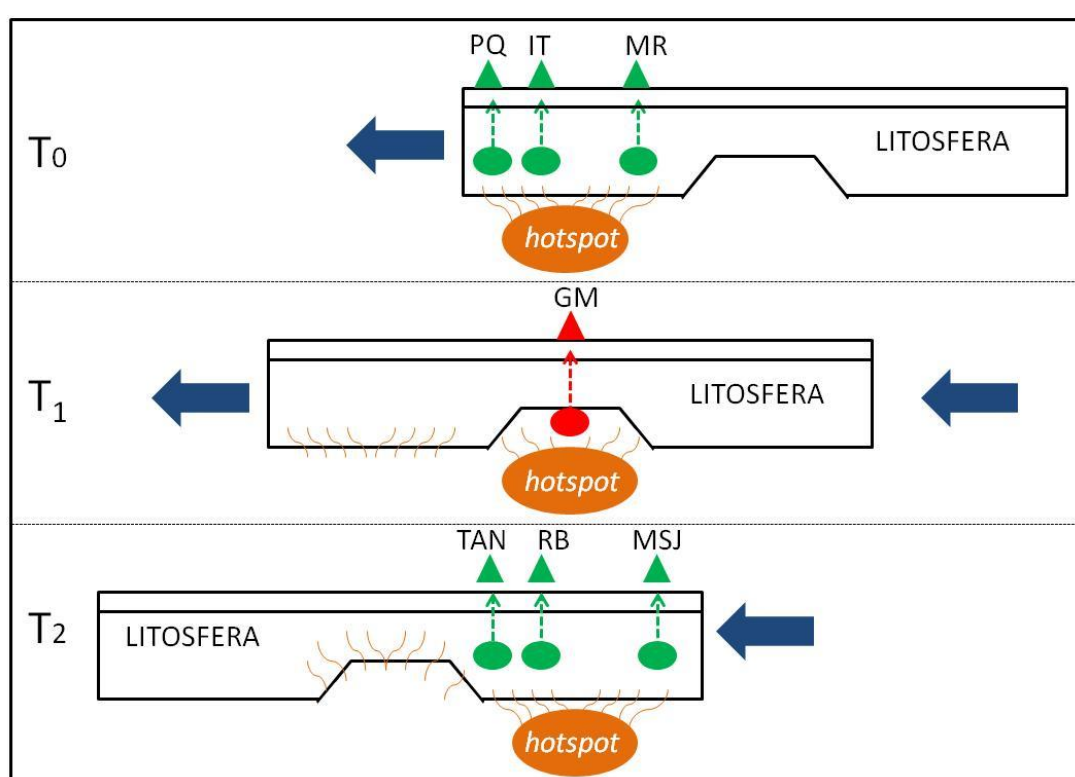 PQ IT MR
T0
LITOSFERA
hotspot
GM
T1
LITOSFERA
hotspot
TAN RB MSJ
T2
LITOSFERA
hotspot